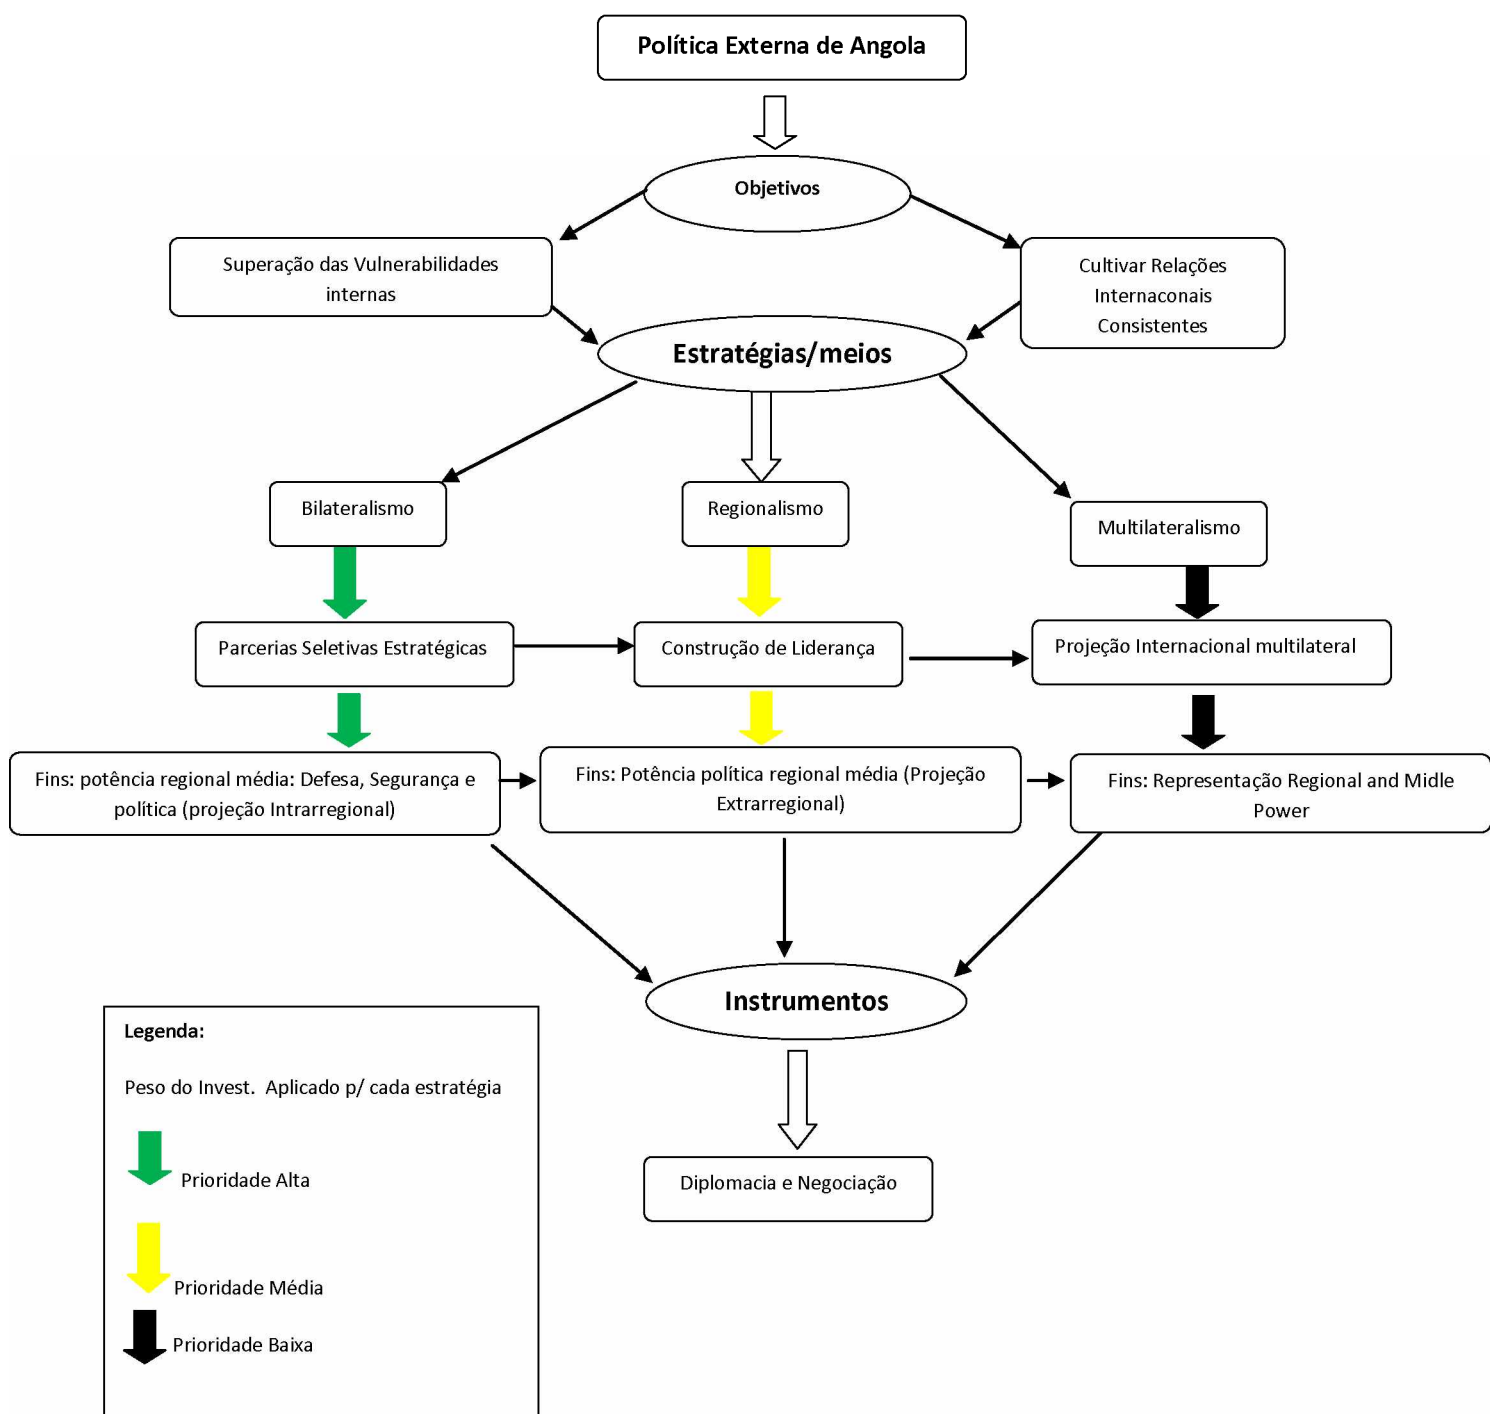 Política Externa de Angola
Objetivos
Superação das Vulnerabilidades
internas
Cultivar Relações
Internaconais
Consistentes
Estratégias/meios
Bilateralismo
Regionalismo
Multilateralismo
Parcerias Seletivas Estratégicas
Construção de Liderança
Projeção Internacional multilateral
Fins: potência regional média: Defesa, Segurança e
política (projeção Intrarregional)
Fins: Potência política regional média (Projeção
Extrarregional)
Fins: Representação Regional and Midle
Power
Instrumentos
Diplomacia e Negociação
Legenda:
Peso do Invest. Aplicado p/ cada estratégia
Prioridade Alta
Prioridade Média
Prioridade Baixa